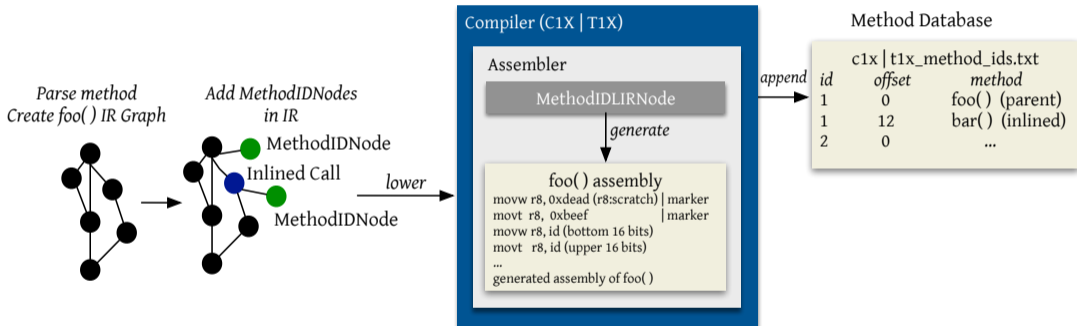 Parse method
Create foo( ) IR Graph
Add MethodIDNodes
in IR
MethodIDNode
Inlined Call
MethodIDNode
lower
Compiler (C1X | T1X)
Assembler
MethodIDLIRNode
generate
foo( ) assembly
movw r8, 0xdead (r8:scratch) | marker
movt r8, 0xbeef | marker
movw r8, id (bottom 16 bits)
movt r8, id (upper 16 bits)
...
generated assembly of foo( )
append
Method Database
c1x | t1x_method_ids.txt
id offset method
1 0 foo( ) (parent)
1 12 bar( ) (inlined)
2 0 ...